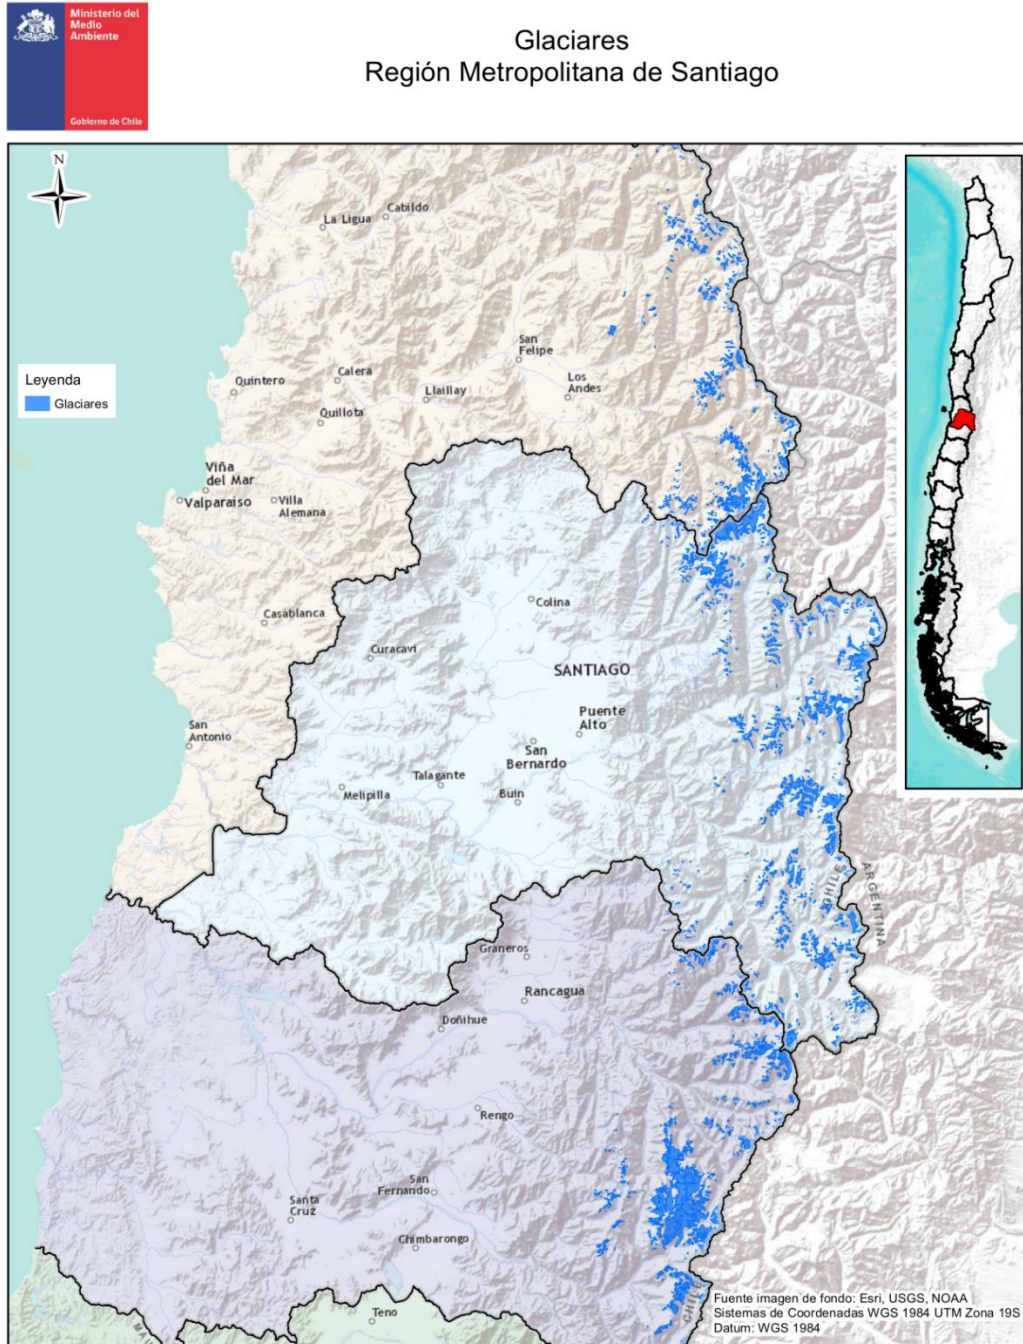 Ministerio del
Medio
Ambiente
Gobierno de Chile
Glaciares
Región Metropolitana de Santiago
N
La Ligua
Cabildo
San
Felipe
Leyenda
Glaciares
Quintero
Calera
Llaillay
Los
Andes
Quillota
Viña
del Mar
Valparaiso
Villa
Alemana
Colina
Casablanca
Curacavi
SANTIAGO
Puente
Alto
San
Antonio
San
Bernardo
Talagante
Melipilla
Buin
CHILE
ARGENTINA
Graneros
Rancagua
Doñihue
Rengo
San
Fernando
Santa
Cruz
Chimbarongo
CHILE
Teno
Fuente imagen de fondo: Esri, USGS, NOAA
Sistemas de Coordenadas WGS 1984 UTM Zona 19S
Datum: WGS 1984